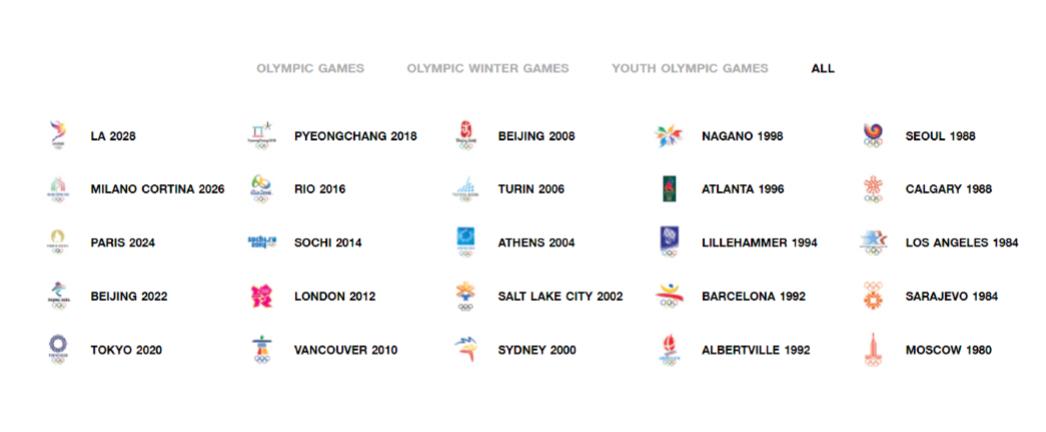 OLYMPIC GAMES OLYMPIC WINTER GAMES YOUTH OLYMPIC GAMES ALL
LA 2028 PYEONGCHANG 2018 BEIJING 2008 NAGANO 1998 SEOUL 1988
MILANO CORTINA 2026 RIO 2016 TURIN 2006 ATLANTA 1996 CALGARY 1988
PARIS 2024 sochi.ru 2014 SOCHI 2014 ATHENS 2004 LILLEHAMMER 1994 LOS ANGELES 1984
BEIJING 2022 LONDON 2012 SALT LAKE CITY 2002 BARCELONA 1992 SARAJEVO 1984
TOKYO 2020 VANCOUVER 2010 SYDNEY 2000 ALBERTVILLE 1992 MOSCOW 1980